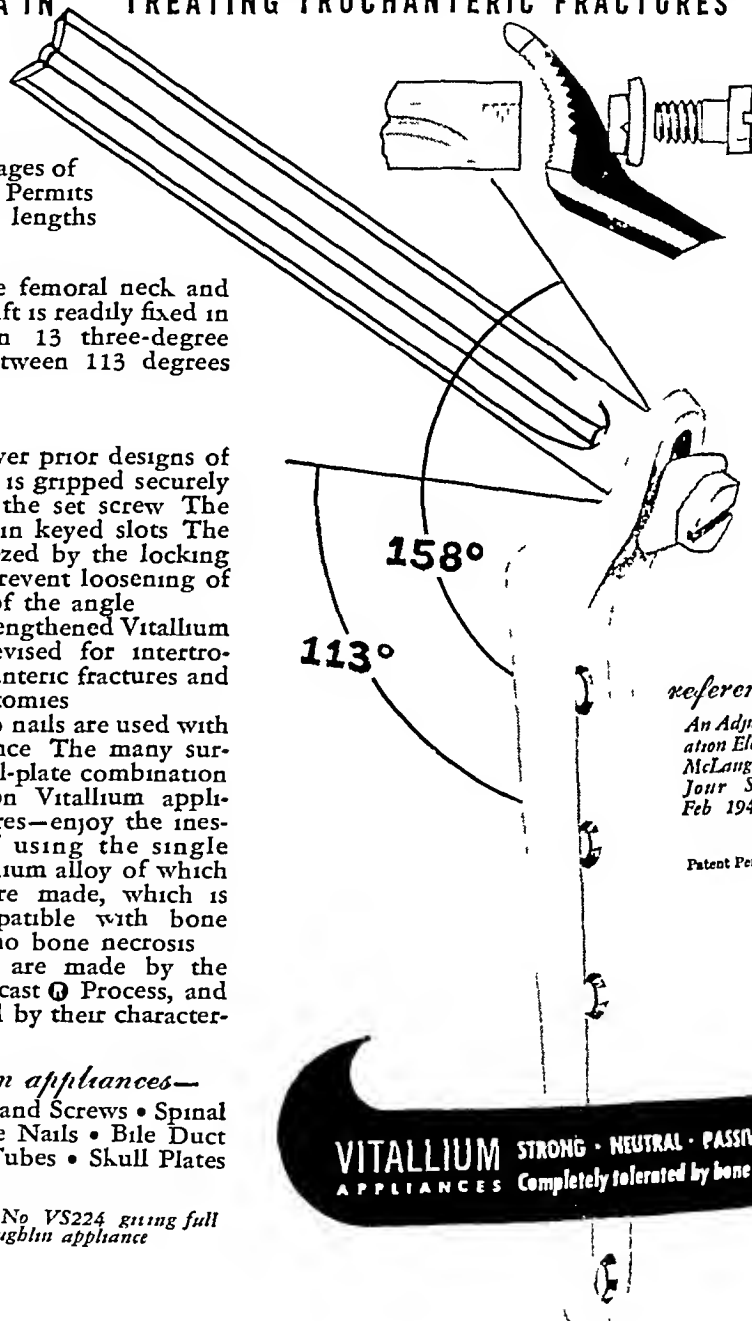 A IN TREATING TROCHANTERIC FRACTURES
ages of
Permits
lengths
e femoral neck and
ft is readily fixed in
n 13 three-degree
tween 113 degrees
ver prior designs of
is gripped securely
the set screw The
in keyed slots The
zed by the locking
revent loosening of
of the angle
engthened Vitallium
evised for intertro-
anteric fractures and
tomies
o nails are used with
nce The many sur-
l-plate combination
on Vitallium appli-
res—enjoy the ines-
f using the single
ium alloy of which
re made, which is
patible with bone
no bone necrosis
are made by the
cast ® Process, and
l by their character-
n appliances—
and Screws • Spinal
e Nails • Bile Duct
Tubes • Skull Plates
No VS224 giving full
ughlin appliance
158°
113°
referen
An Adju
ation Ele
McLaug
Jour S
Feb 194
Patent Pe
VITALLIUM STRONG · NEUTRAL · PASSIV
APPLIANCES Completely tolerated by bone